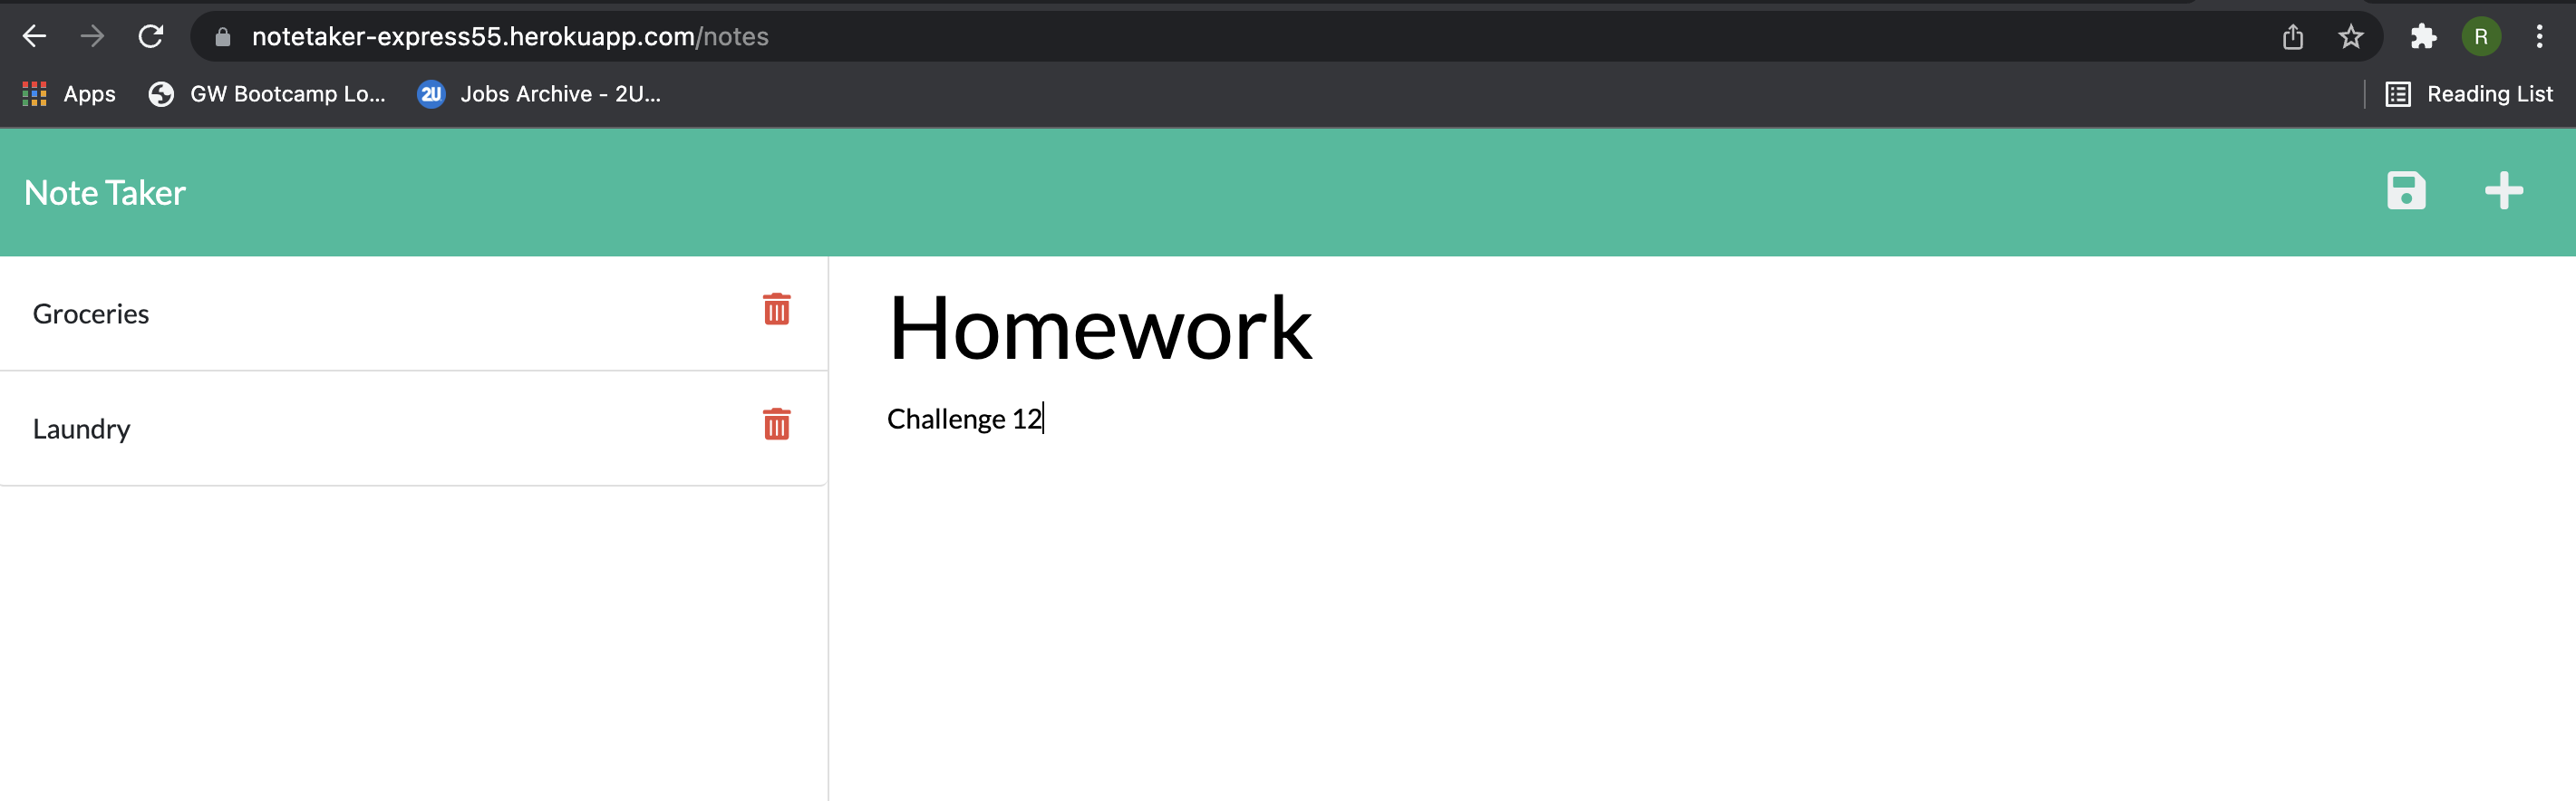 notetaker-express55.herokuapp.com/notes
R
Apps
GW Bootcamp Lo...
2U
Jobs Archive - 2U...
Reading List
Note Taker
Groceries
Laundry
Homework
Challenge 12